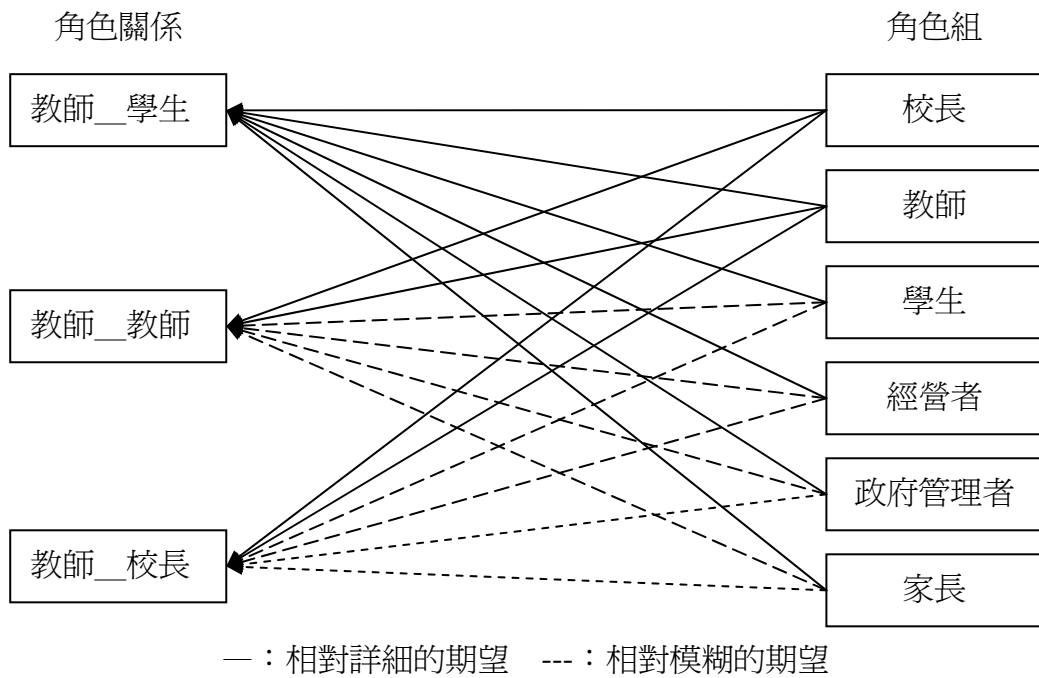 角色關係
角色組
教師__學生
校長
教師
教師__教師
學生
經營者
政府管理者
教師__校長
家長
—：相對詳細的期望 ---：相對模糊的期望